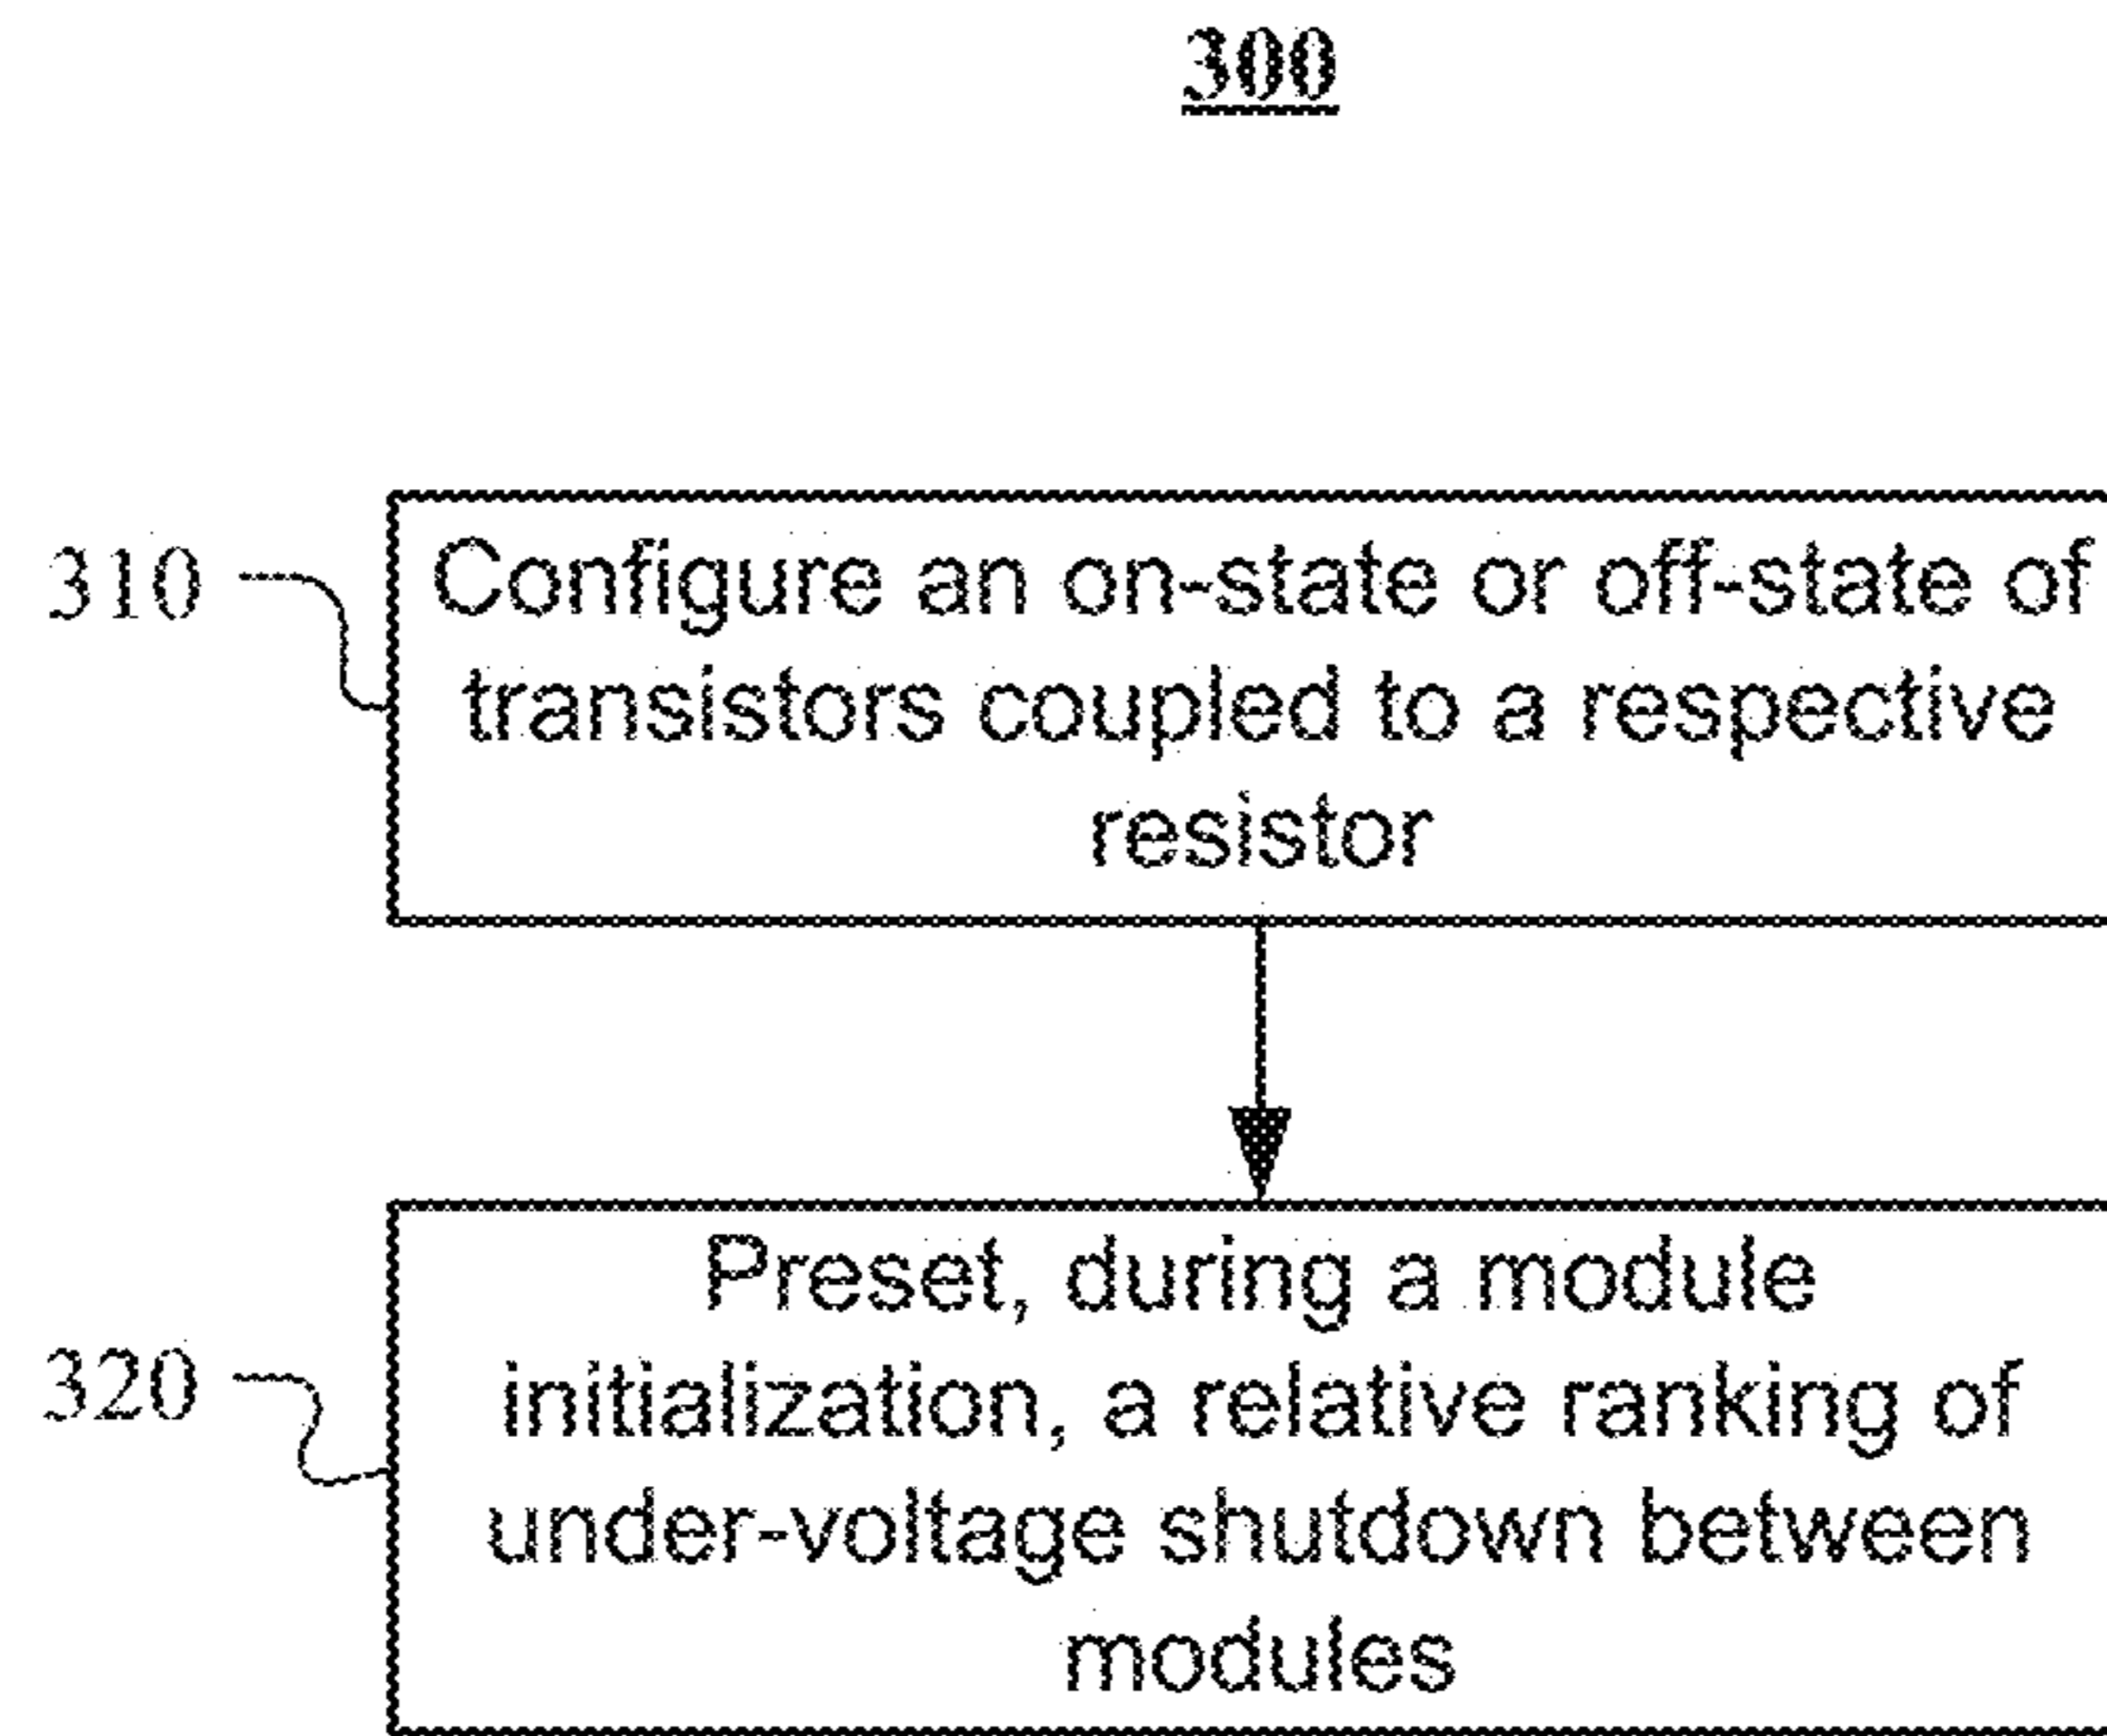 300
310
Configure an on-state or off-state of
transistors coupled to a respective
resistor
320
Preset, during a module
initialization, a relative ranking of
under-voltage shutdown between
modules